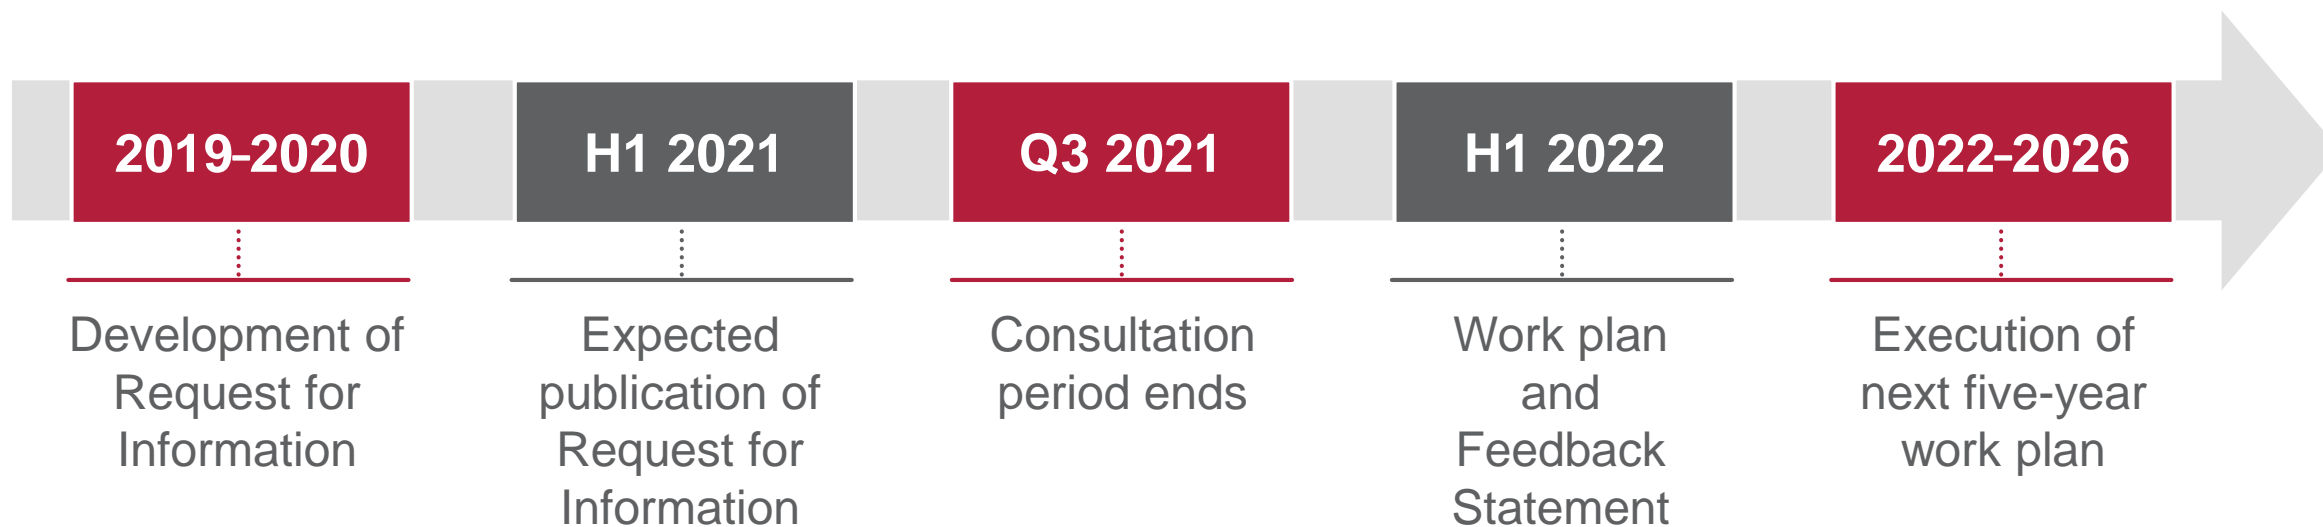 2019–2020
H1 2021
Q3 2021
H1 2022
2022–2026
Development of
Request for
Information
Expected
publication of
Request for
Information
Consultation
period ends
Work plan
and
Feedback
Statement
Execution of
next five-year
work plan